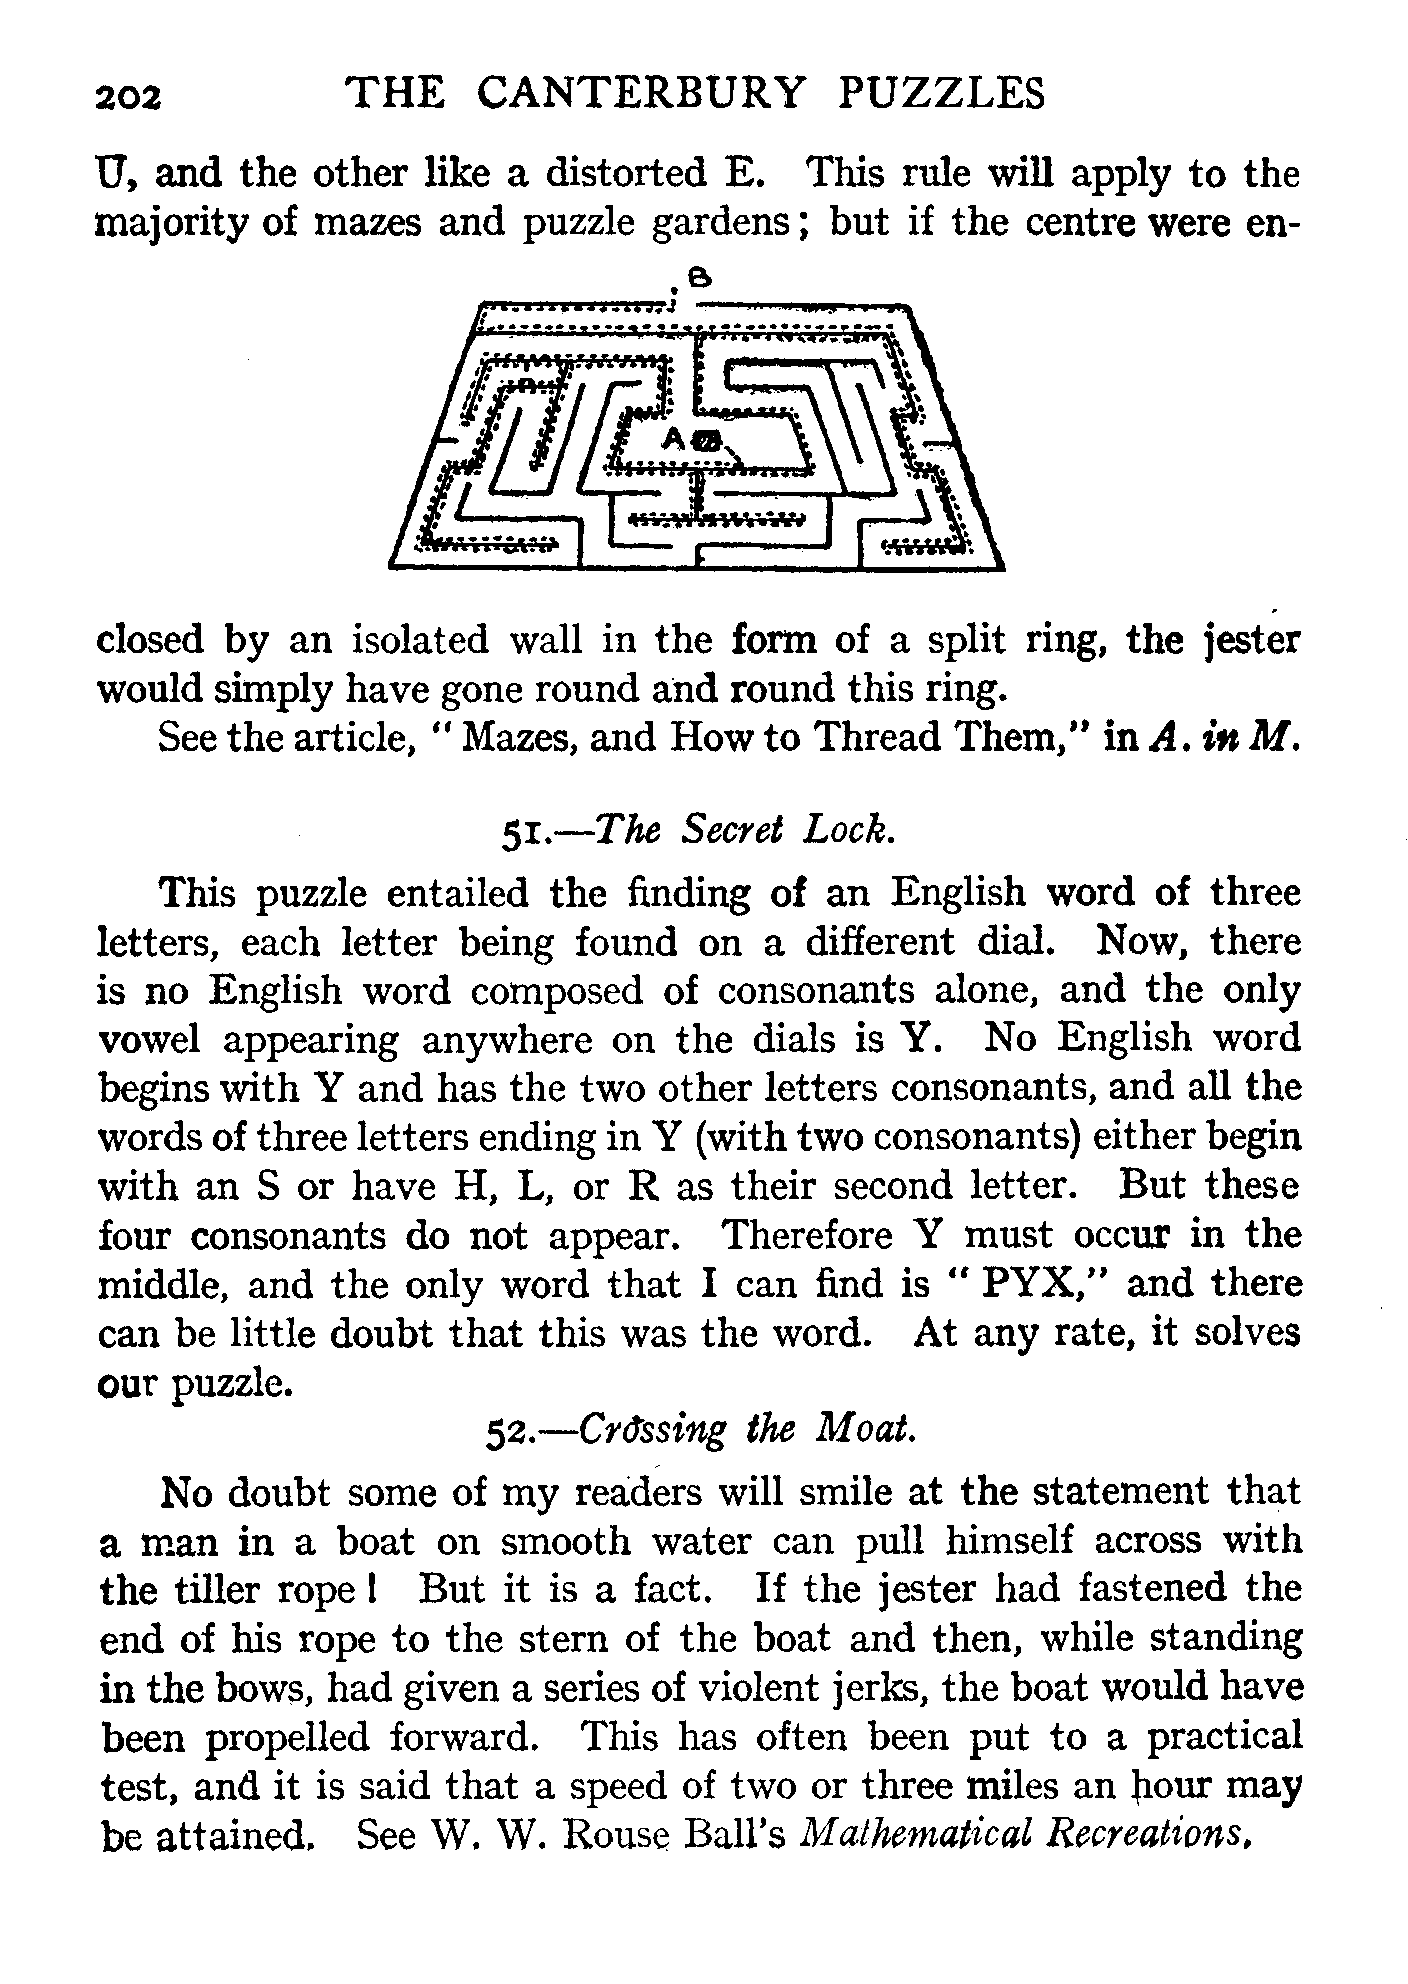 202 THE CANTERBURY PUZZLES
U, and the other like a distorted E. This rule will apply to the
majority of mazes and puzzle gardens; but if the centre were en-
B
A
closed by an isolated wall in the form of a split ring, the jester
would simply have gone round and round this ring.
See the article, “Mazes, and How to Thread Them,” in A. in M.
51.—The Secret Lock.
This puzzle entailed the finding of an English word of three
letters, each letter being found on a different dial. Now, there
is no English word composed of consonants alone, and the only
vowel appearing anywhere on the dials is Y. No English word
begins with Y and has the two other letters consonants, and all the
words of three letters ending in Y (with two consonants) either begin
with an S or have H, L, or R as their second letter. But these
four consonants do not appear. Therefore Y must occur in the
middle, and the only word that I can find is “PYX,” and there
can be little doubt that this was the word. At any rate, it solves
our puzzle.
52.—Crossing the Moat.
No doubt some of my readers will smile at the statement that
a man in a boat on smooth water can pull himself across with
the tiller rope! But it is a fact. If the jester had fastened the
end of his rope to the stern of the boat and then, while standing
in the bows, had given a series of violent jerks, the boat would have
been propelled forward. This has often been put to a practical
test, and it is said that a speed of two or three miles an hour may
be attained. See W. W. Rouse Ball's Mathematical Recreations.